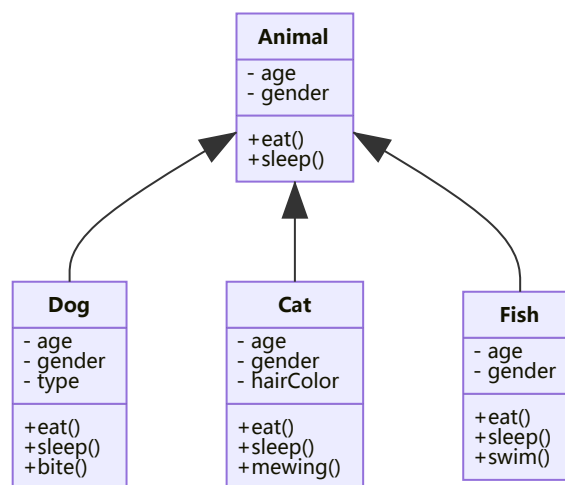 Animal
- age
- gender
+eat()
+sleep()
Dog
- age
- gender
- type
+eat()
+sleep()
+bite()
Cat
- age
- gender
- hairColor
+eat()
+sleep()
+mewing()
Fish
- age
- gender
+eat()
+sleep()
+swim()